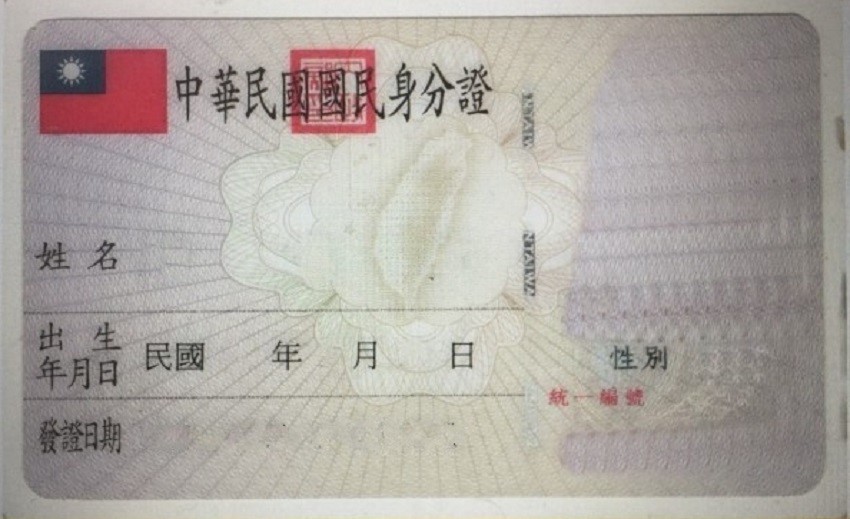 中華民國國民身分證
姓名
出生
年月日
民國 年 月 日
性別
統一編號
發證日期
TAIWAN